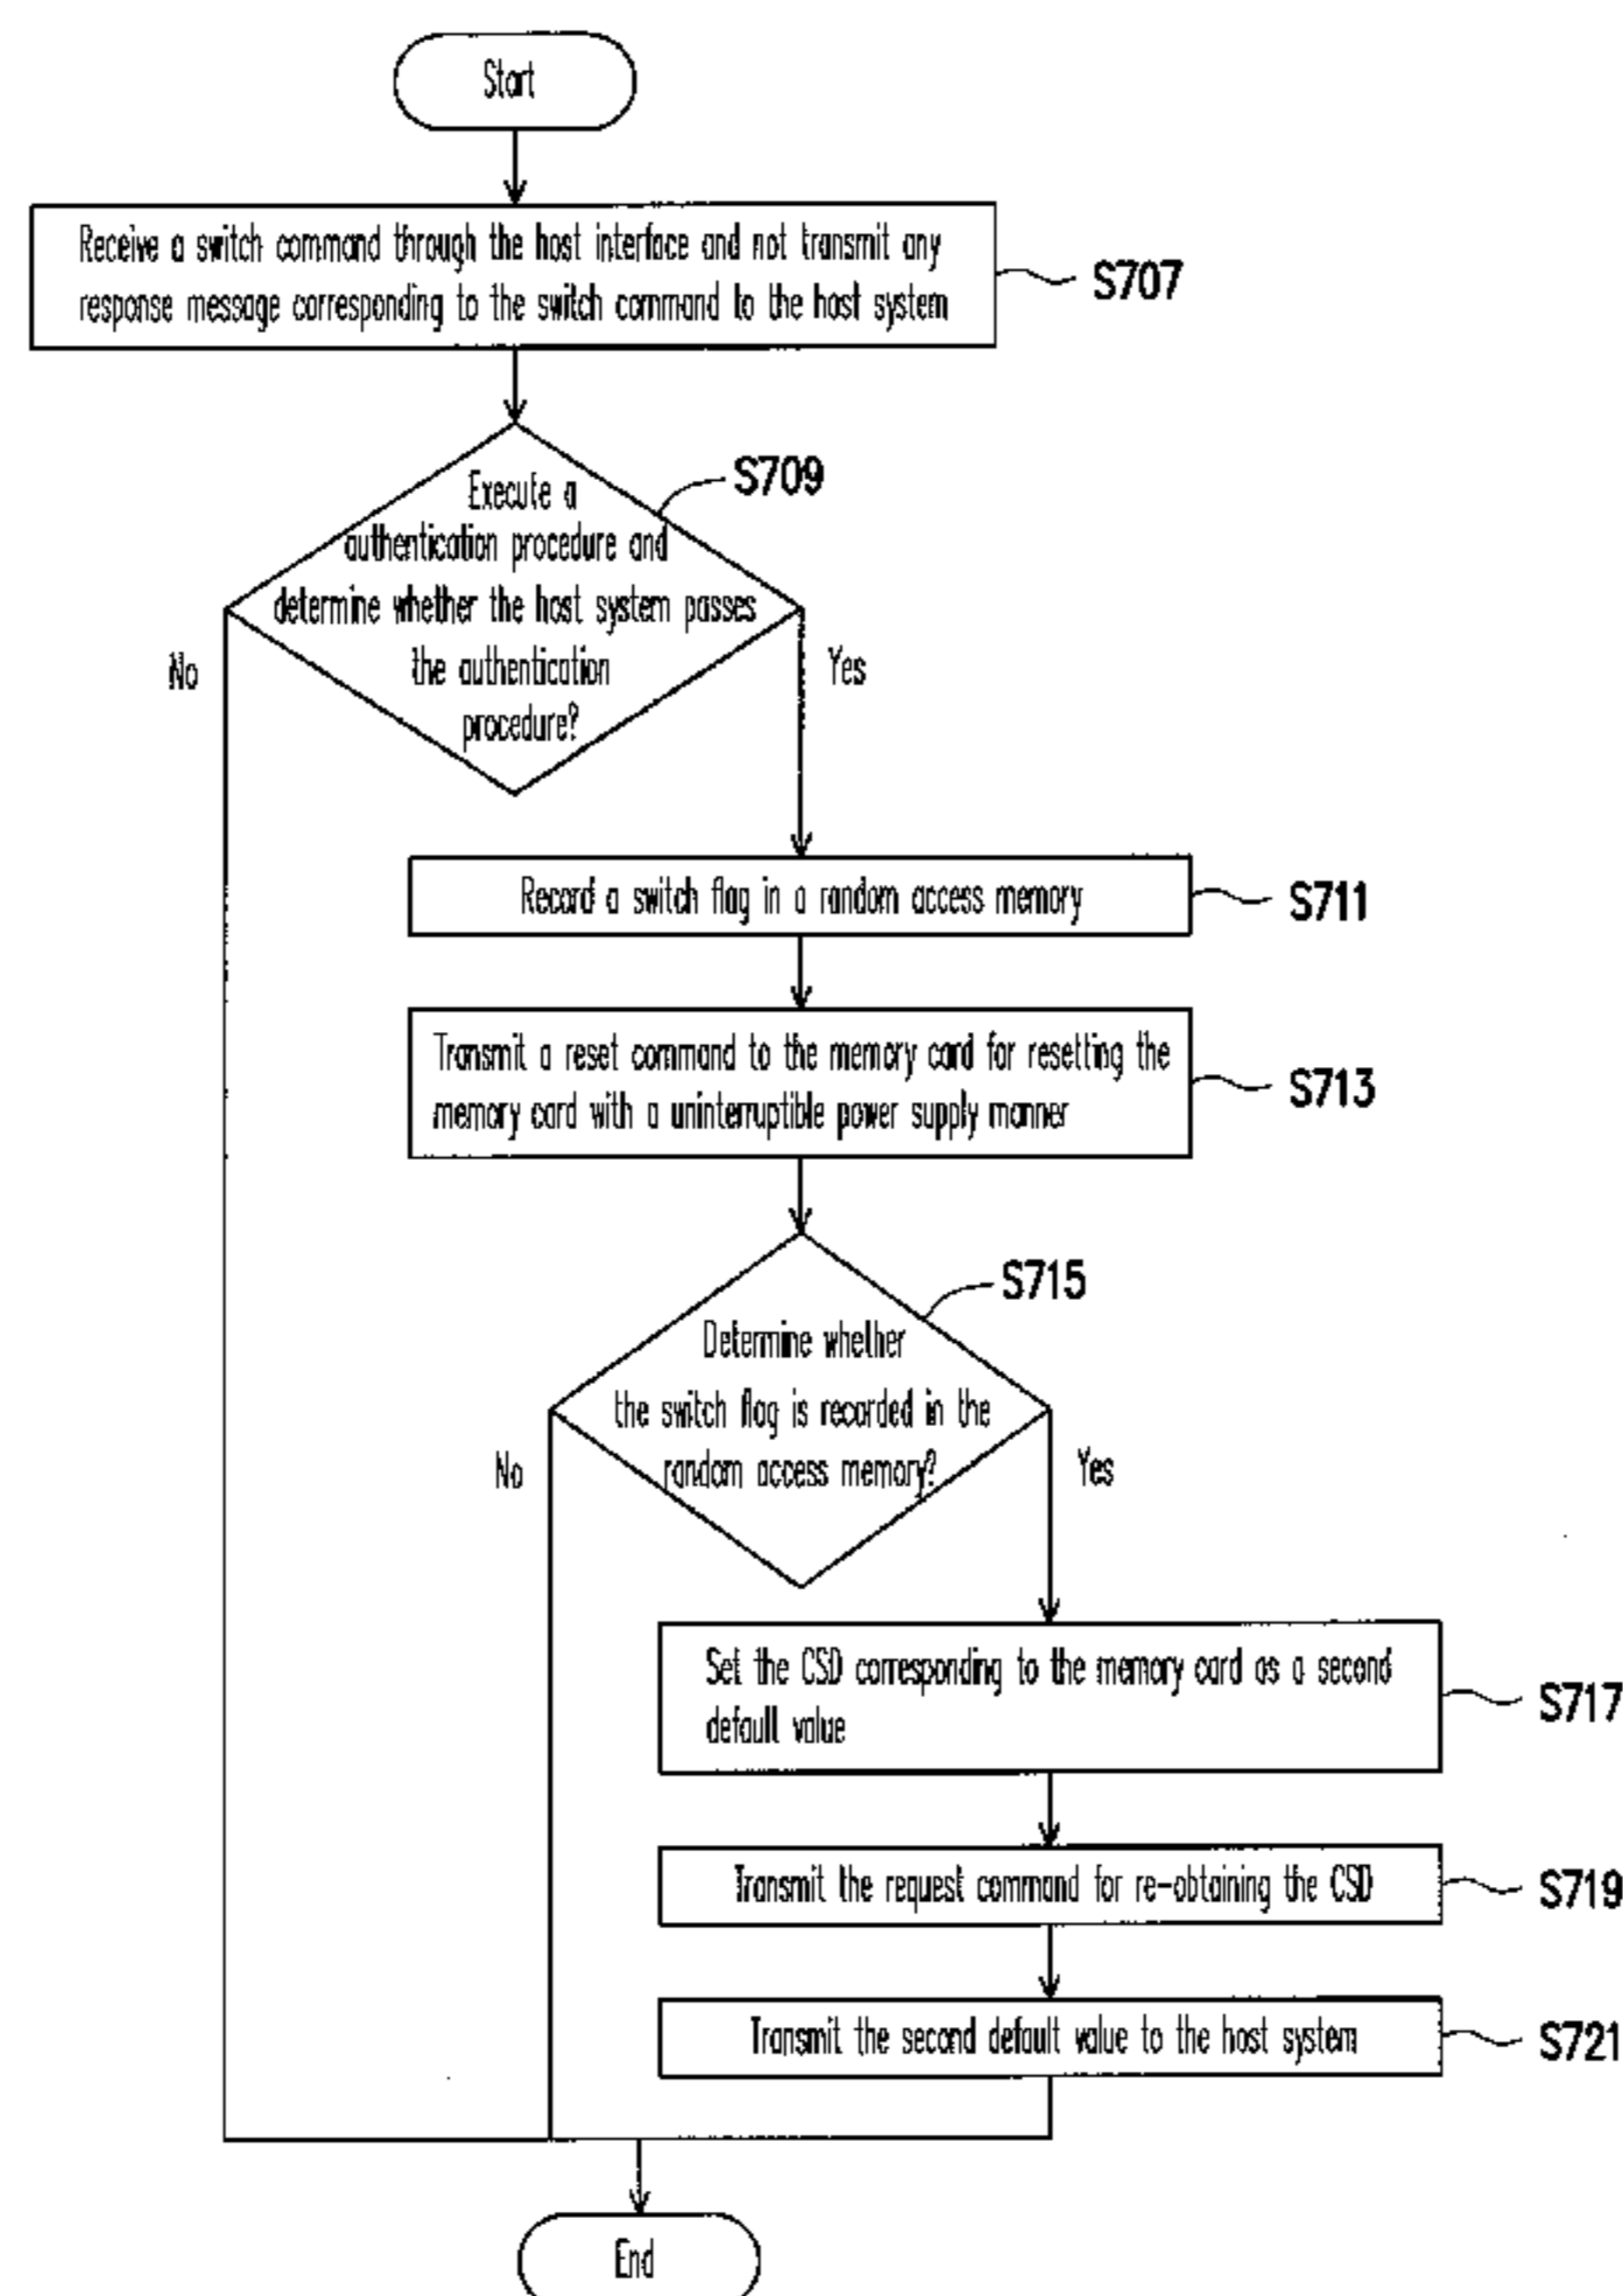 Start
Receive a switch command through the host interface and not transmit any
response message corresponding to the switch command to the host system
S707
S709
Execute a
authentication procedure and
determine whether the host system passes
the authentication
procedure?
No
Yes
Record a switch flag in a random access memory
S711
Transmit a reset command to the memory card for resetting the
memory card with a uninterruptible power supply manner
S713
S715
Determine whether
the switch flag is recorded in the
random access memory?
No
Yes
Set the CSD corresponding to the memory card as a second
default value
S717
Transmit the request command for re-obtaining the CSD
S719
Transmit the second default value to the host system
S721
End